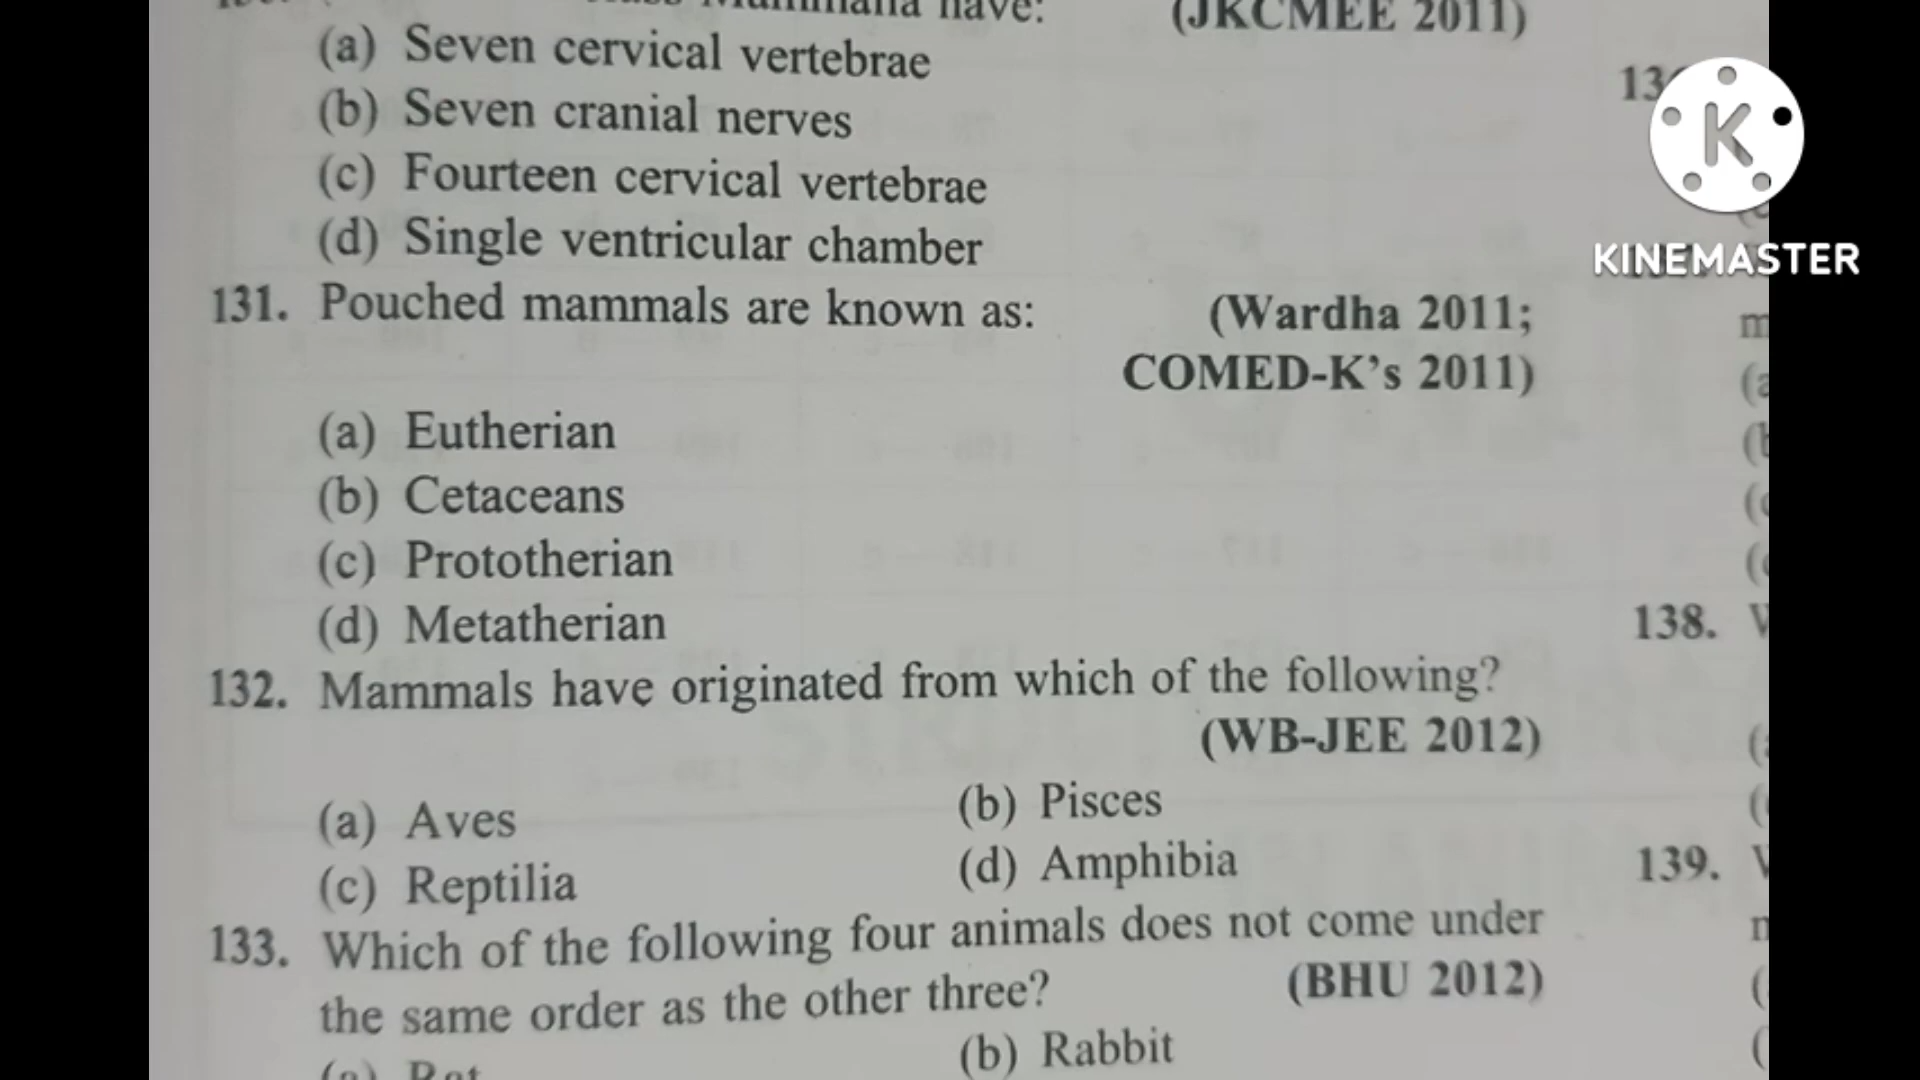 Mammalia have: (JKCMEE 2011)
(a) Seven cervical vertebrae
(b) Seven cranial nerves
(c) Fourteen cervical vertebrae
(d) Single ventricular chamber
131. Pouched mammals are known as: (Wardha 2011;
COMED-K's 2011)
(a) Eutherian
(b) Cetaceans
(c) Prototherian
(d) Metatherian
132. Mammals have originated from which of the following?
(WB-JEE 2012)
(a) Aves (b) Pisces
(c) Reptilia (d) Amphibia
133. Which of the following four animals does not come under
the same order as the other three? (BHU 2012)
(a) Rat (b) Rabbit
K
KINEMASTER
138.
139.